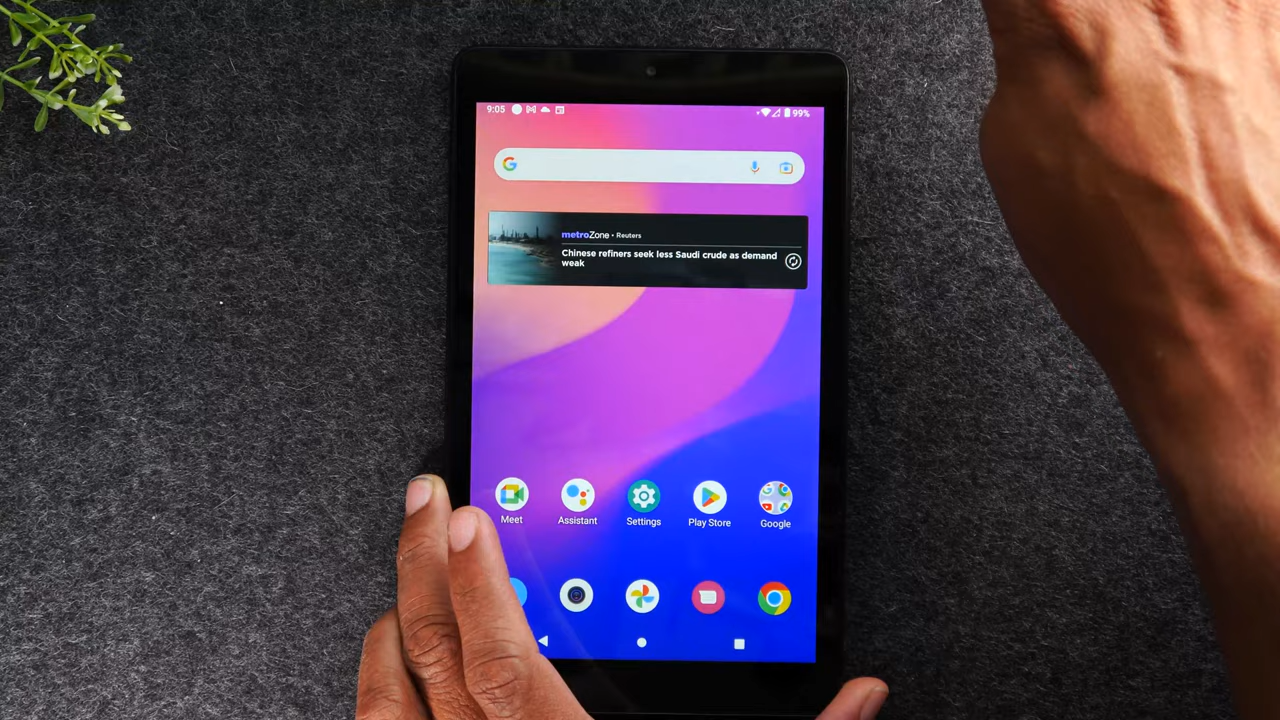 9:05
99%
metroZone • Reuters
Chinese refiners seek less Saudi crude as demand
weak
Meet
Assistant
Settings
Play Store
Google